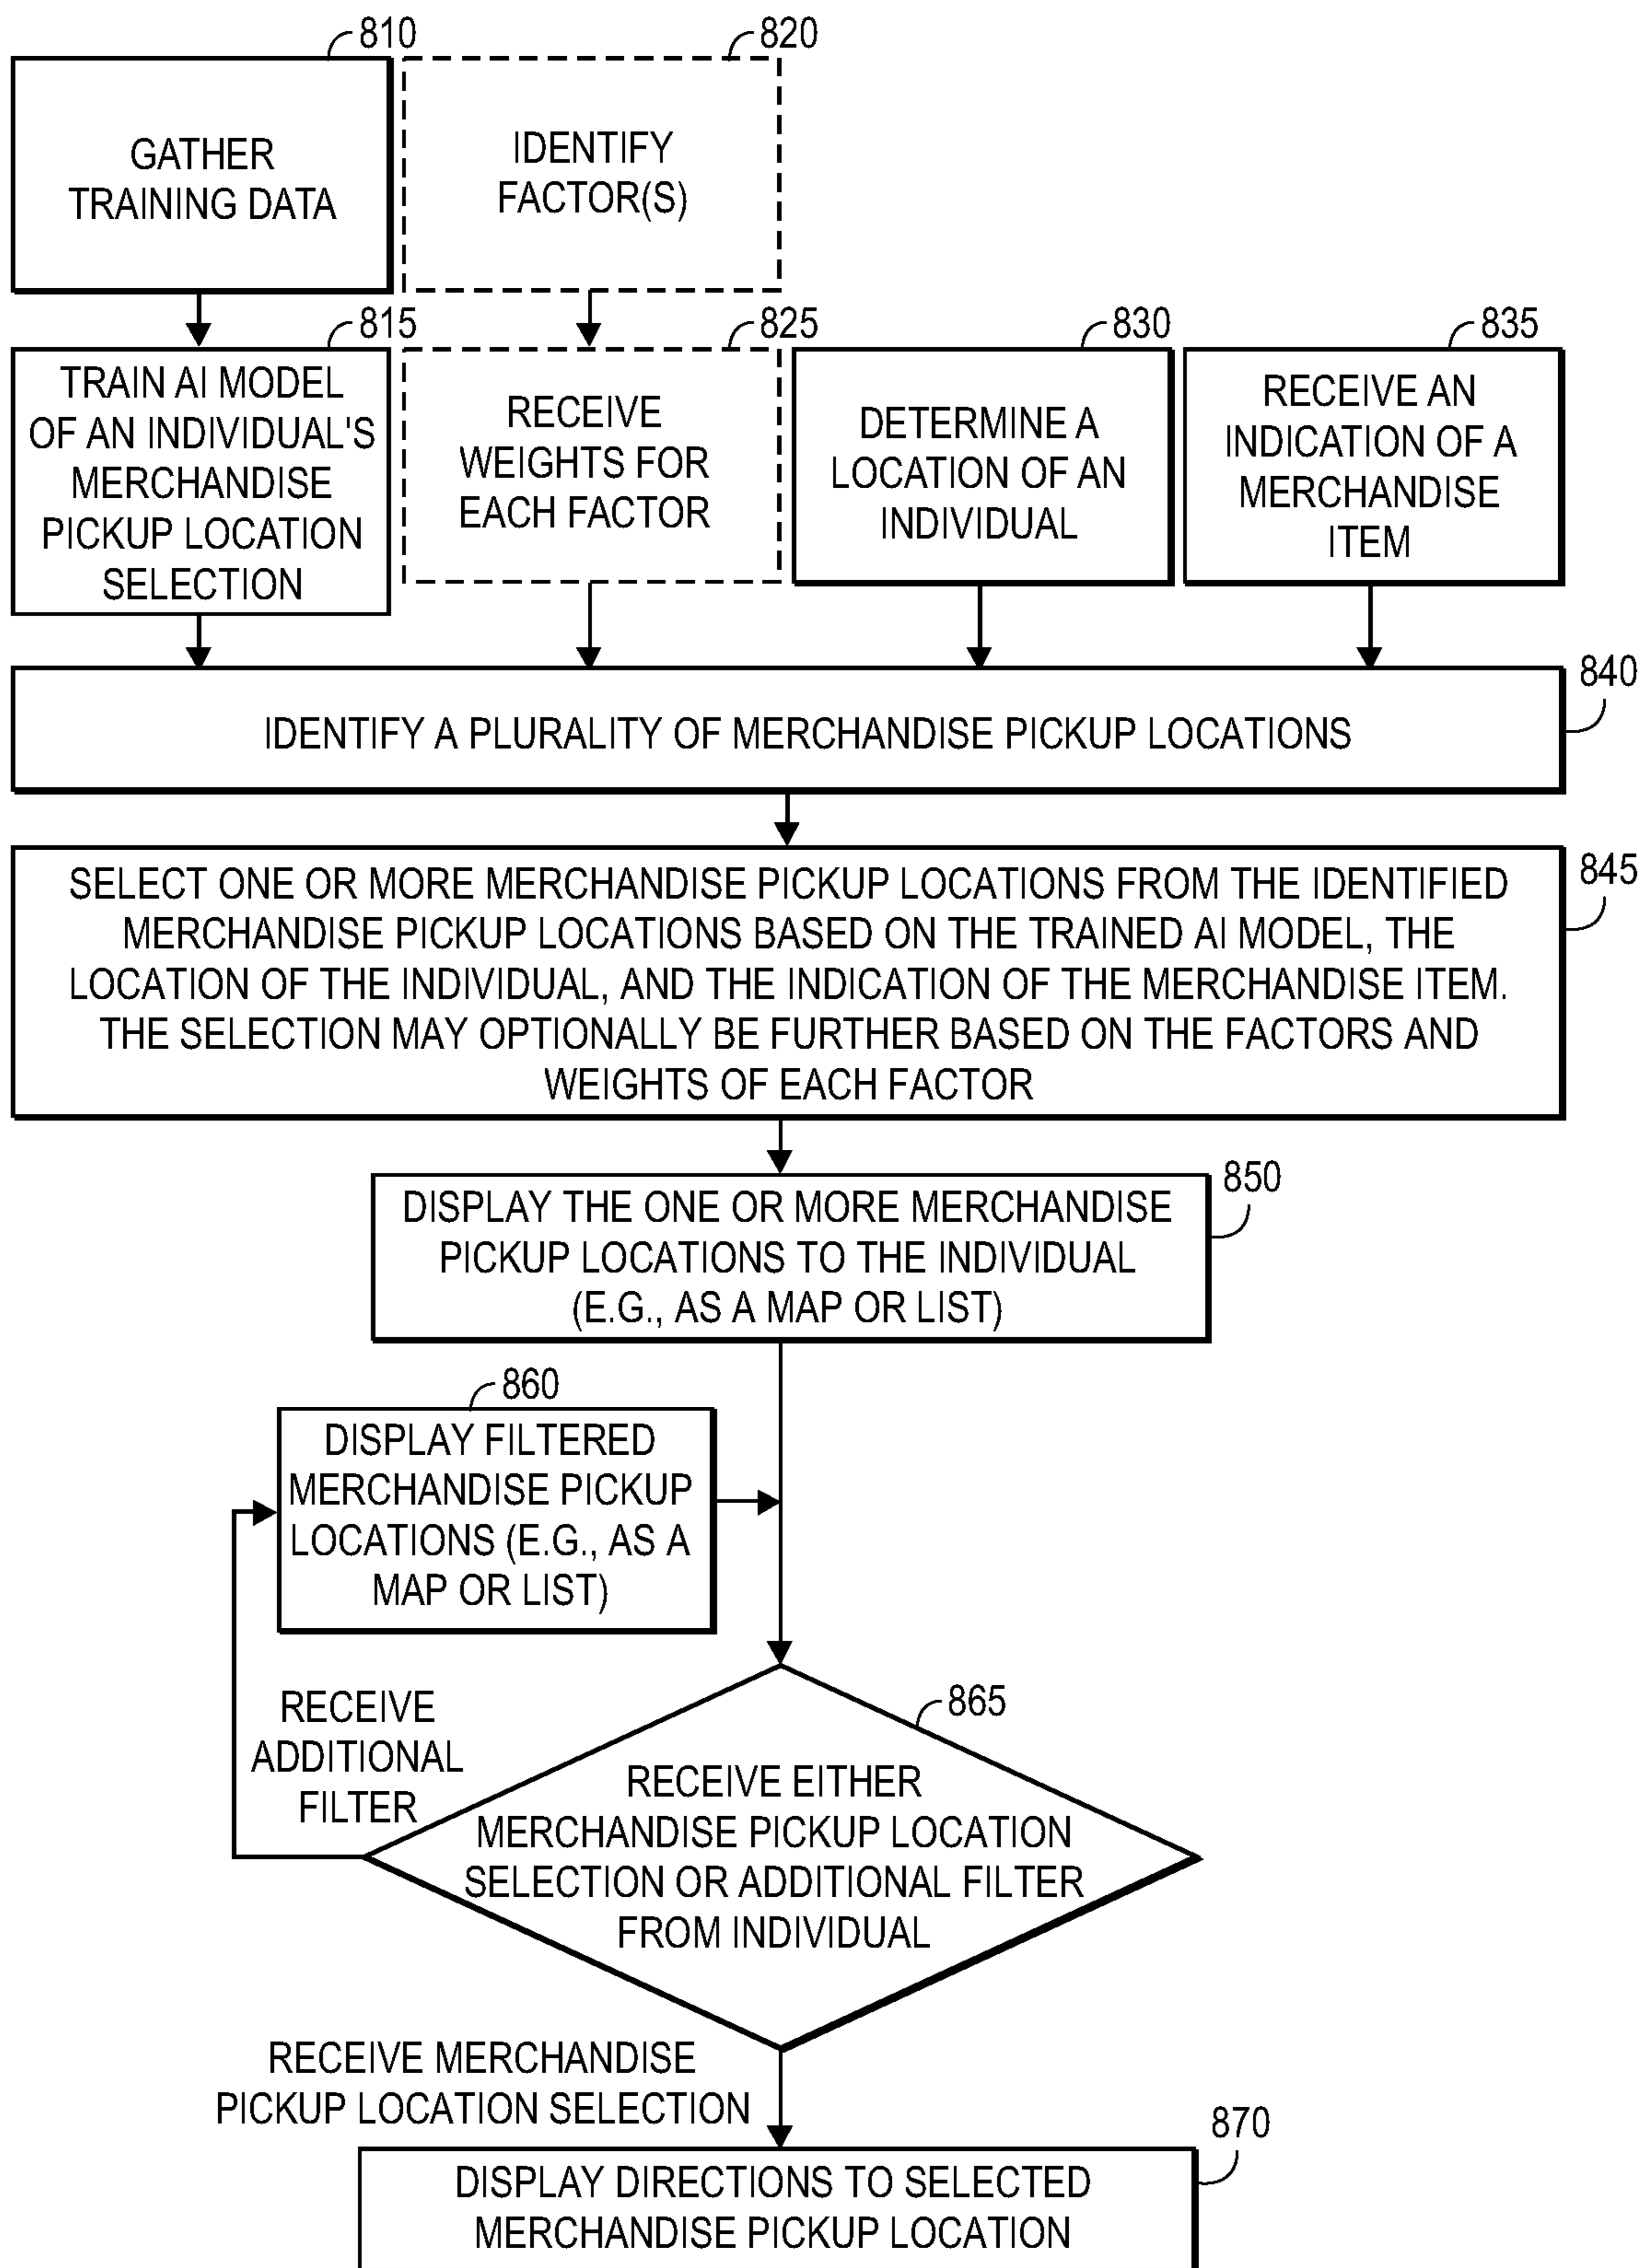 810
GATHER
TRAINING DATA
820
IDENTIFY
FACTOR(S)
815
TRAIN AI MODEL
OF AN INDIVIDUAL'S
MERCHANDISE
PICKUP LOCATION
SELECTION
825
RECEIVE
WEIGHTS FOR
EACH FACTOR
830
DETERMINE A
LOCATION OF AN
INDIVIDUAL
835
RECEIVE AN
INDICATION OF A
MERCHANDISE
ITEM
840
IDENTIFY A PLURALITY OF MERCHANDISE PICKUP LOCATIONS
845
SELECT ONE OR MORE MERCHANDISE PICKUP LOCATIONS FROM THE IDENTIFIED
MERCHANDISE PICKUP LOCATIONS BASED ON THE TRAINED AI MODEL, THE
LOCATION OF THE INDIVIDUAL, AND THE INDICATION OF THE MERCHANDISE ITEM.
THE SELECTION MAY OPTIONALLY BE FURTHER BASED ON THE FACTORS AND
WEIGHTS OF EACH FACTOR
850
DISPLAY THE ONE OR MORE MERCHANDISE
PICKUP LOCATIONS TO THE INDIVIDUAL
(E.G., AS A MAP OR LIST)
860
DISPLAY FILTERED
MERCHANDISE PICKUP
LOCATIONS (E.G., AS A
MAP OR LIST)
RECEIVE
ADDITIONAL
FILTER
865
RECEIVE EITHER
MERCHANDISE PICKUP LOCATION
SELECTION OR ADDITIONAL FILTER
FROM INDIVIDUAL
RECEIVE MERCHANDISE
PICKUP LOCATION SELECTION
870
DISPLAY DIRECTIONS TO SELECTED
MERCHANDISE PICKUP LOCATION